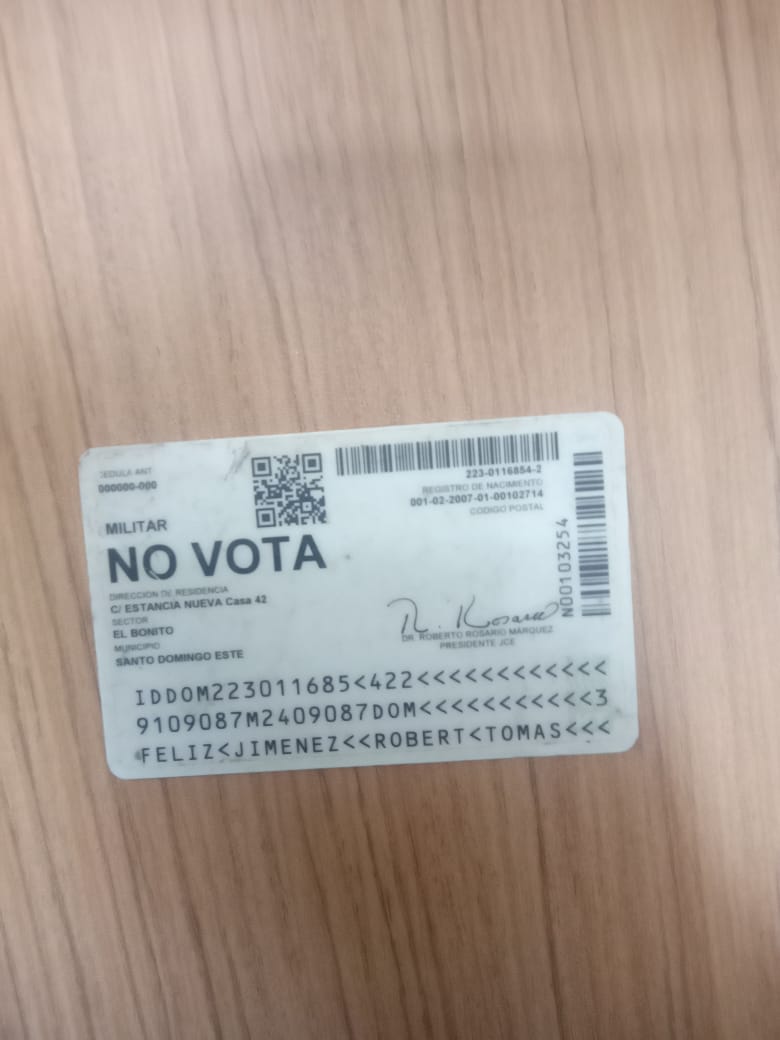 CEDULA ANT
000000-000
223-0116854-2
REGISTRO DE NACIMIENTO
001-02-2007-01-00102714
CODIGO POSTAL
MILITAR
NO VOTA
DIRECCION DE RESIDENCIA
C/ ESTANCIA NUEVA Casa 42
SECTOR
EL BONITO
MUNICIPIO
SANTO DOMINGO ESTE
N00103254
R. Rosario
DR. ROBERTO ROSARIO MARQUEZ
PRESIDENTE JCE
IDDOM223011685<422<<<<<<<<<<<<
9109087M2409087DOM<<<<<<<<<<<3
FELIZ<JIMENEZ<<ROBERT<TOMAS<<<